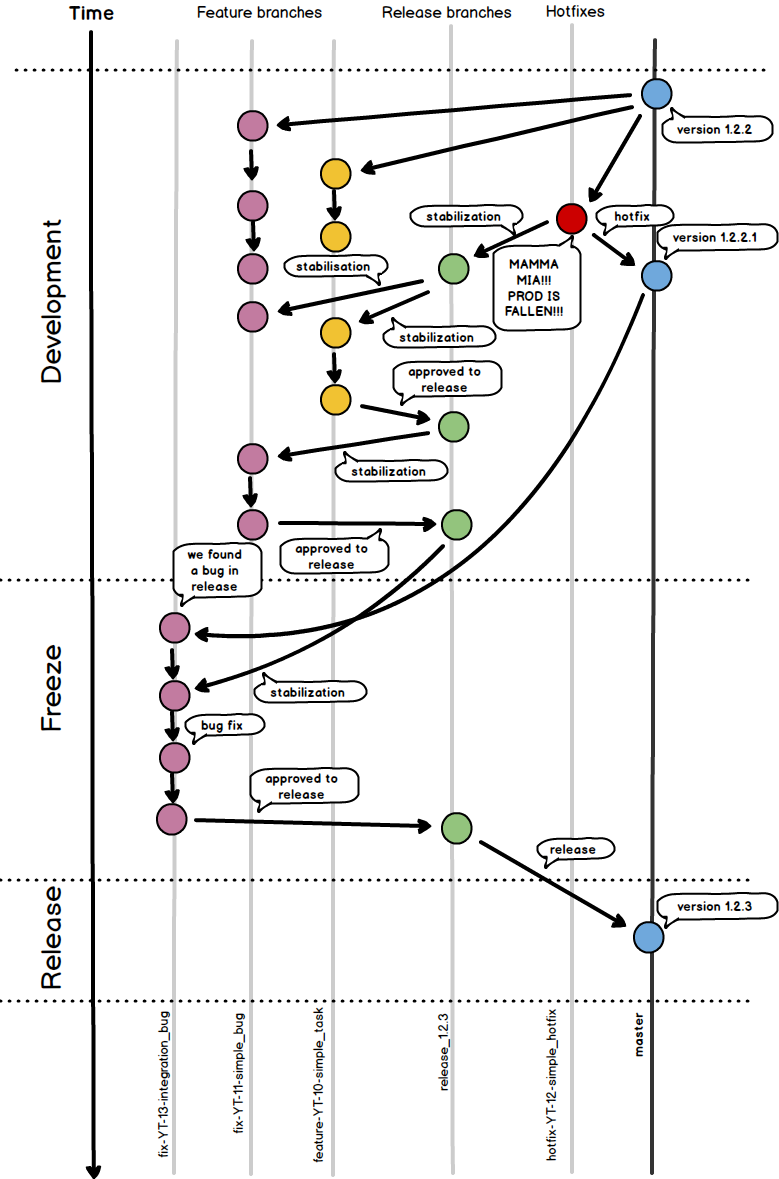 Time
Feature branches
Release branches
Hotfixes
Development
version 1.2.2
stabilization
hotfix
version 1.2.2.1
stabilisation
MAMMA
MIA!!!
PROD IS
FALLEN!!!
stabilization
approved to
release
stabilization
approved to
release
we found
a bug in
release
Freeze
stabilization
bug fix
approved to
release
release
Release
version 1.2.3
fix-YT-13-integration_bug
fix-YT-11-simple_bug
feature-YT-10-simple_task
release_1.2.3
hotfix-YT-12-simple_hotfix
master